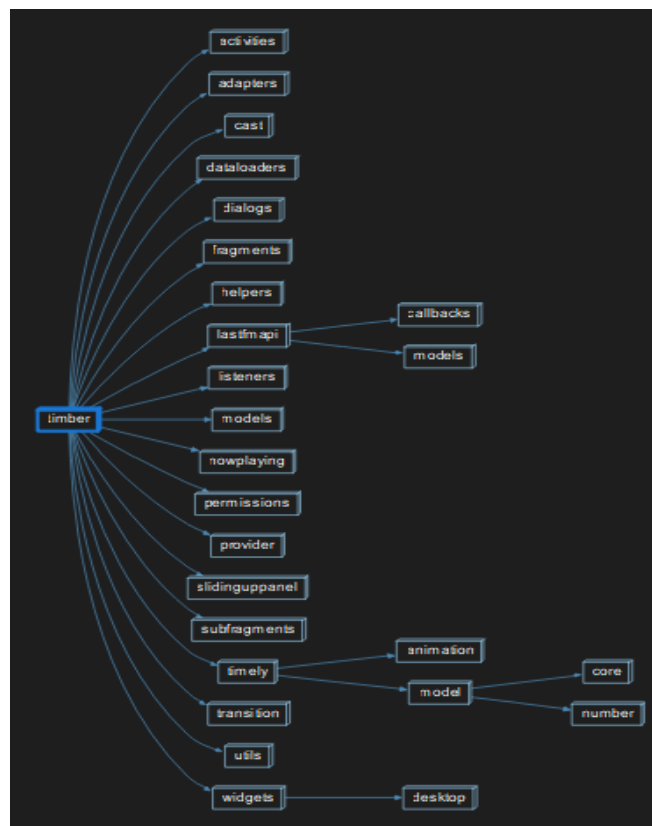 activities
adapters
cast
dataloaders
dialogs
fragments
helpers
callbacks
lastfmapi
models
listeners
timber
models
nowplaying
permissions
provider
slidinguppanel
subfragments
animation
timely
core
model
transition
number
utils
widgets
desktop